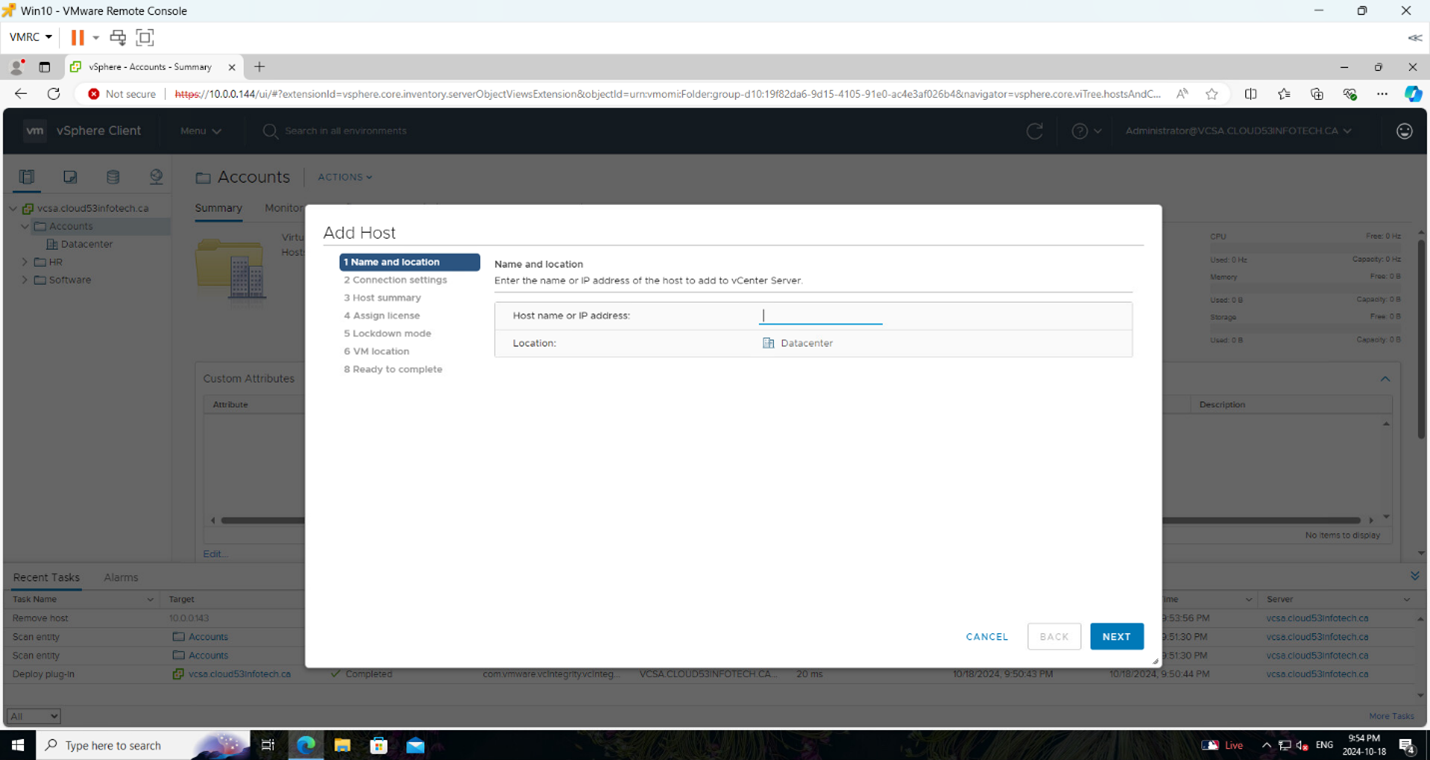 Win10 - VMware Remote Console
VMRC
vSphere - Accounts - Summary
Not secure https://10.0.0.144/ui/#?extensionId=vsphere.core.inventory.serverObjectViewsExtension&objectId=urn:vmomi:Folder:group-d10:19f82da6-9d15-4105-91e0-ac4e3af026b4&navigator=vsphere.core.viTree.hostsAndC...
vm vSphere Client Menu Search in all environments Administrator@VCSA.CLOUD53INFOTECH.CA
Accounts ACTIONS
vcsa.cloud53infotech.ca
Accounts
Datacenter
HR
Software
Summary Monitor
Virtu
Hosts
CPU Free: 0 Hz
Used: 0 Hz Capacity: 0 Hz
Memory Free: 0 B
Used: 0 B Capacity: 0 B
Storage Free: 0 B
Used: 0 B Capacity: 0 B
Add Host
1 Name and location
2 Connection settings
3 Host summary
4 Assign license
5 Lockdown mode
6 VM location
8 Ready to complete
Name and location
Enter the name or IP address of the host to add to vCenter Server.
Host name or IP address:
Location: Datacenter
CANCEL BACK NEXT
Custom Attributes
Attribute
Description
No items to display
Edit...
Recent Tasks Alarms
Task Name Target ime Server
Remove host 10.0.0.143 9:53:56 PM vcsa.cloud53infotech.ca
Scan entity Accounts 9:51:30 PM vcsa.cloud53infotech.ca
Scan entity Accounts 9:51:30 PM vcsa.cloud53infotech.ca
Deploy plug-in vcsa.cloud53infotech.ca Completed com.vmware.vcIntegrity.vcInteg... VCSA.CLOUD53INFOTECH.CA... 20 ms 10/18/2024, 9:50:43 PM 10/18/2024, 9:50:44 PM vcsa.cloud53infotech.ca
All
More Tasks
Type here to search
Live
ENG
9:54 PM
2024-10-18
4